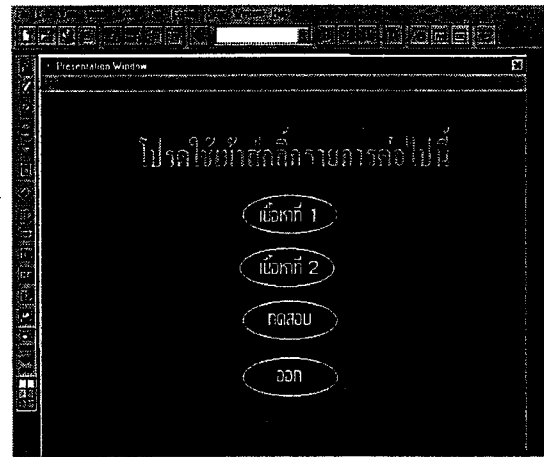 Presentation Window
โปรดใช้เม้าส์คลิ๊กรายการต่อไปนี้
เนื้อหาที่ 1
เนื้อหาที่ 2
ทดสอบ
ออก